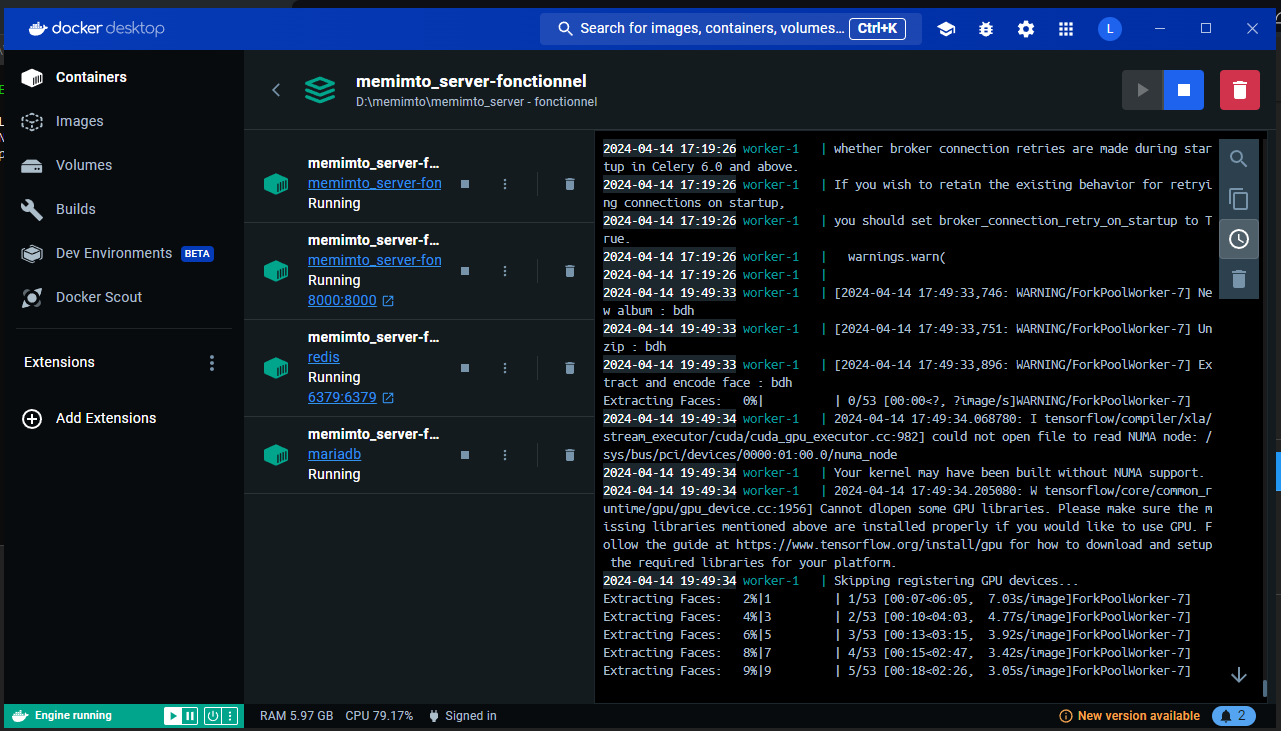 docker desktop
Search for images, containers, volumes... Ctrl+K
L
Containers
Images
Volumes
Builds
Dev Environments BETA
Docker Scout
Extensions
Add Extensions
memimto_server-fonctionnel
D:\memimto\memimto_server - fonctionnel
memimto_server-f...
memimto_server-fon
Running
memimto_server-f...
memimto_server-fon
Running
8000:8000
memimto_server-f...
redis
Running
6379:6379
memimto_server-f...
mariadb
Running
2024-04-14 17:19:26 worker-1 | whether broker connection retries are made during star
tup in Celery 6.0 and above.
2024-04-14 17:19:26 worker-1 | If you wish to retain the existing behavior for retryi
ng connections on startup,
2024-04-14 17:19:26 worker-1 | you should set broker_connection_retry_on_startup to T
rue.
2024-04-14 17:19:26 worker-1 | warnings.warn(
2024-04-14 17:19:26 worker-1 |
2024-04-14 19:49:33 worker-1 | [2024-04-14 17:49:33,746: WARNING/ForkPoolWorker-7] Ne
w album : bdh
2024-04-14 19:49:33 worker-1 | [2024-04-14 17:49:33,751: WARNING/ForkPoolWorker-7] Un
zip : bdh
2024-04-14 19:49:33 worker-1 | [2024-04-14 17:49:33,896: WARNING/ForkPoolWorker-7] Ex
tract and encode face : bdh
Extracting Faces: 0%| | 0/53 [00:00<?, ?image/s]WARNING/ForkPoolWorker-7]
2024-04-14 19:49:34 worker-1 | 2024-04-14 17:49:34.068780: I tensorflow/compiler/xla/
stream_executor/cuda/cuda_gpu_executor.cc:982] could not open file to read NUMA node: /
sys/bus/pci/devices/0000:01:00.0/numa_node
2024-04-14 19:49:34 worker-1 | Your kernel may have been built without NUMA support.
2024-04-14 19:49:34 worker-1 | 2024-04-14 17:49:34.205080: W tensorflow/core/common_r
untime/gpu/gpu_device.cc:1956] Cannot dlopen some GPU libraries. Please make sure the m
issing libraries mentioned above are installed properly if you would like to use GPU. F
ollow the guide at https://www.tensorflow.org/install/gpu for how to download and setup
the required libraries for your platform.
2024-04-14 19:49:34 worker-1 | Skipping registering GPU devices...
Extracting Faces: 2%|1 | 1/53 [00:07<06:05, 7.03s/image]ForkPoolWorker-7]
Extracting Faces: 4%|3 | 2/53 [00:10<04:03, 4.77s/image]ForkPoolWorker-7]
Extracting Faces: 6%|5 | 3/53 [00:13<03:15, 3.92s/image]ForkPoolWorker-7]
Extracting Faces: 8%|7 | 4/53 [00:15<02:47, 3.42s/image]ForkPoolWorker-7]
Extracting Faces: 9%|9 | 5/53 [00:18<02:26, 3.05s/image]ForkPoolWorker-7]
Engine running
RAM 5.97 GB CPU 79.17% Signed in
New version available
2